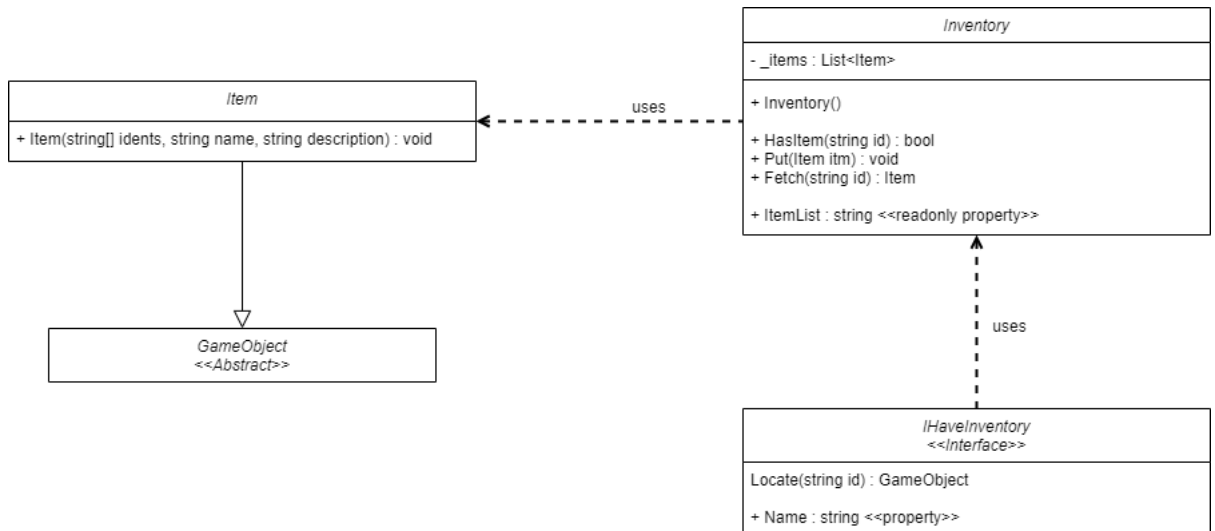 Inventory
- _items : List<Item>
+ Inventory()
+ HasItem(string id) : bool
+ Put(Item itm) : void
+ Fetch(string id) : Item
+ ItemList : string <<readonly property>>
uses
Item
+ Item(string[] idents, string name, string description) : void
GameObject
<<Abstract>>
uses
IHaveInventory
<<Interface>>
Locate(string id) : GameObject
+ Name : string <<property>>